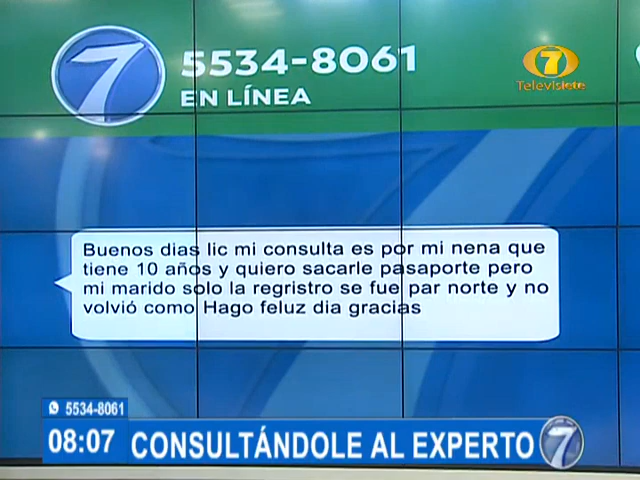 7
5534-8061
EN LÍNEA
7
Televisiete
Buenos dias lic mi consulta es por mi nena que
tiene 10 años y quiero sacarle pasaporte pero
mi marido solo la regristro se fue par norte y no
volvió como Hago feluz dia gracias
5534-8061
08:07 CONSULTÁNDOLE AL EXPERTO 7